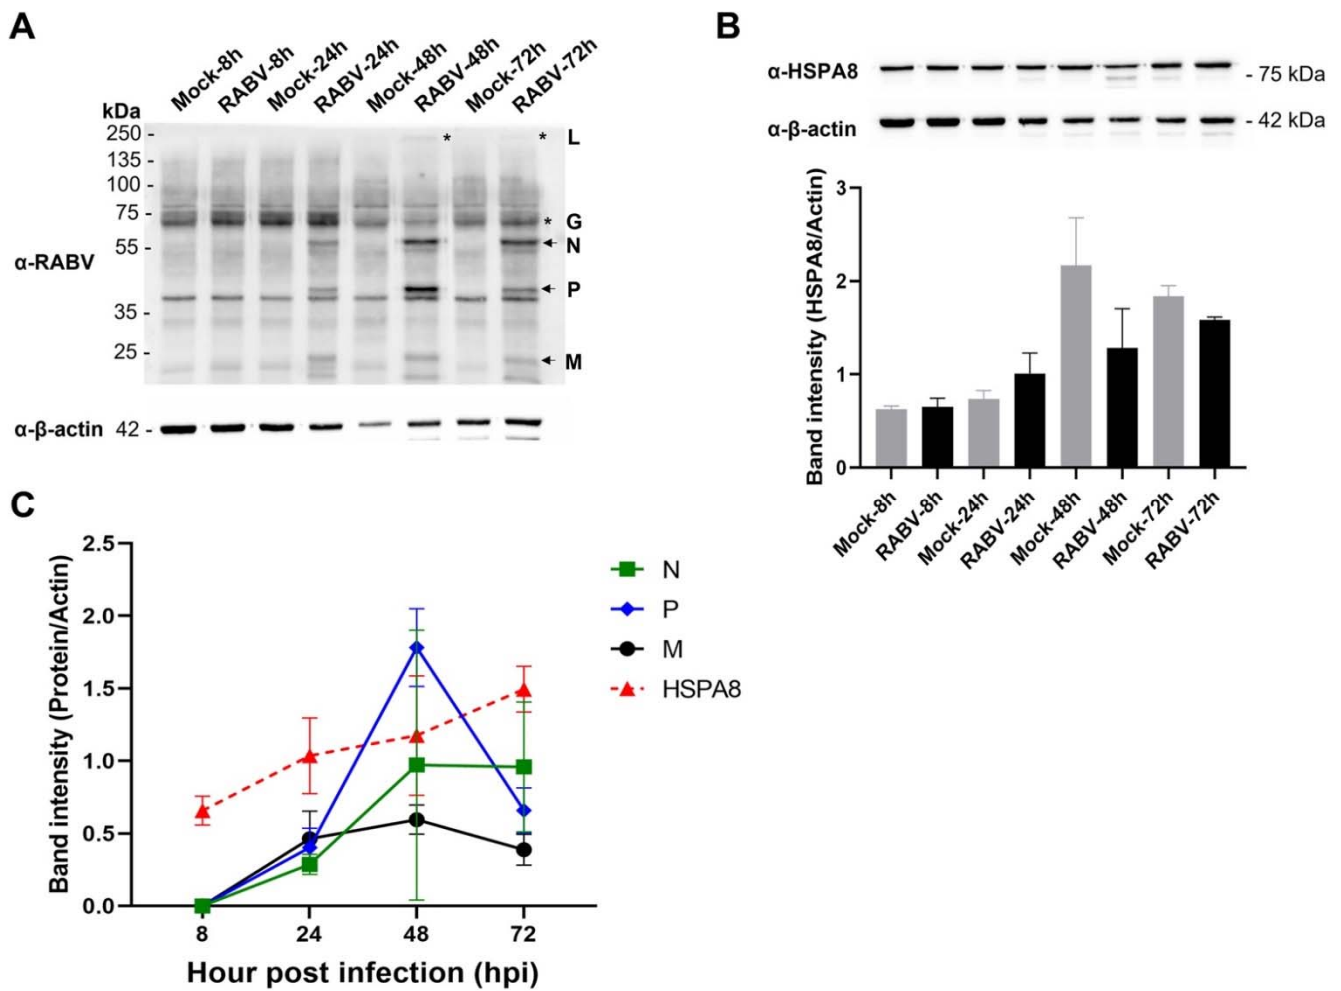 A
Mock-8h RABV-8h Mock-24h RABV-24h Mock-48h RABV-48h Mock-72h RABV-72h
kDa
250 - * * L
135 -
100 -
75 - * G
55 - N
α-RABV
P
35 -
25 - M
α-β-actin 42 -
B
α-HSPA8 - 75 kDa
α-β-actin - 42 kDa
Band intensity (HSPA8/Actin)
3
2
1
0
Mock-8h RABV-8h Mock-24h RABV-24h Mock-48h RABV-48h Mock-72h RABV-72h
C
Band intensity (Protein/Actin)
2.5
2.0
1.5
1.0
0.5
0.0
8 24 48 72
Hour post infection (hpi)
N
P
M
HSPA8